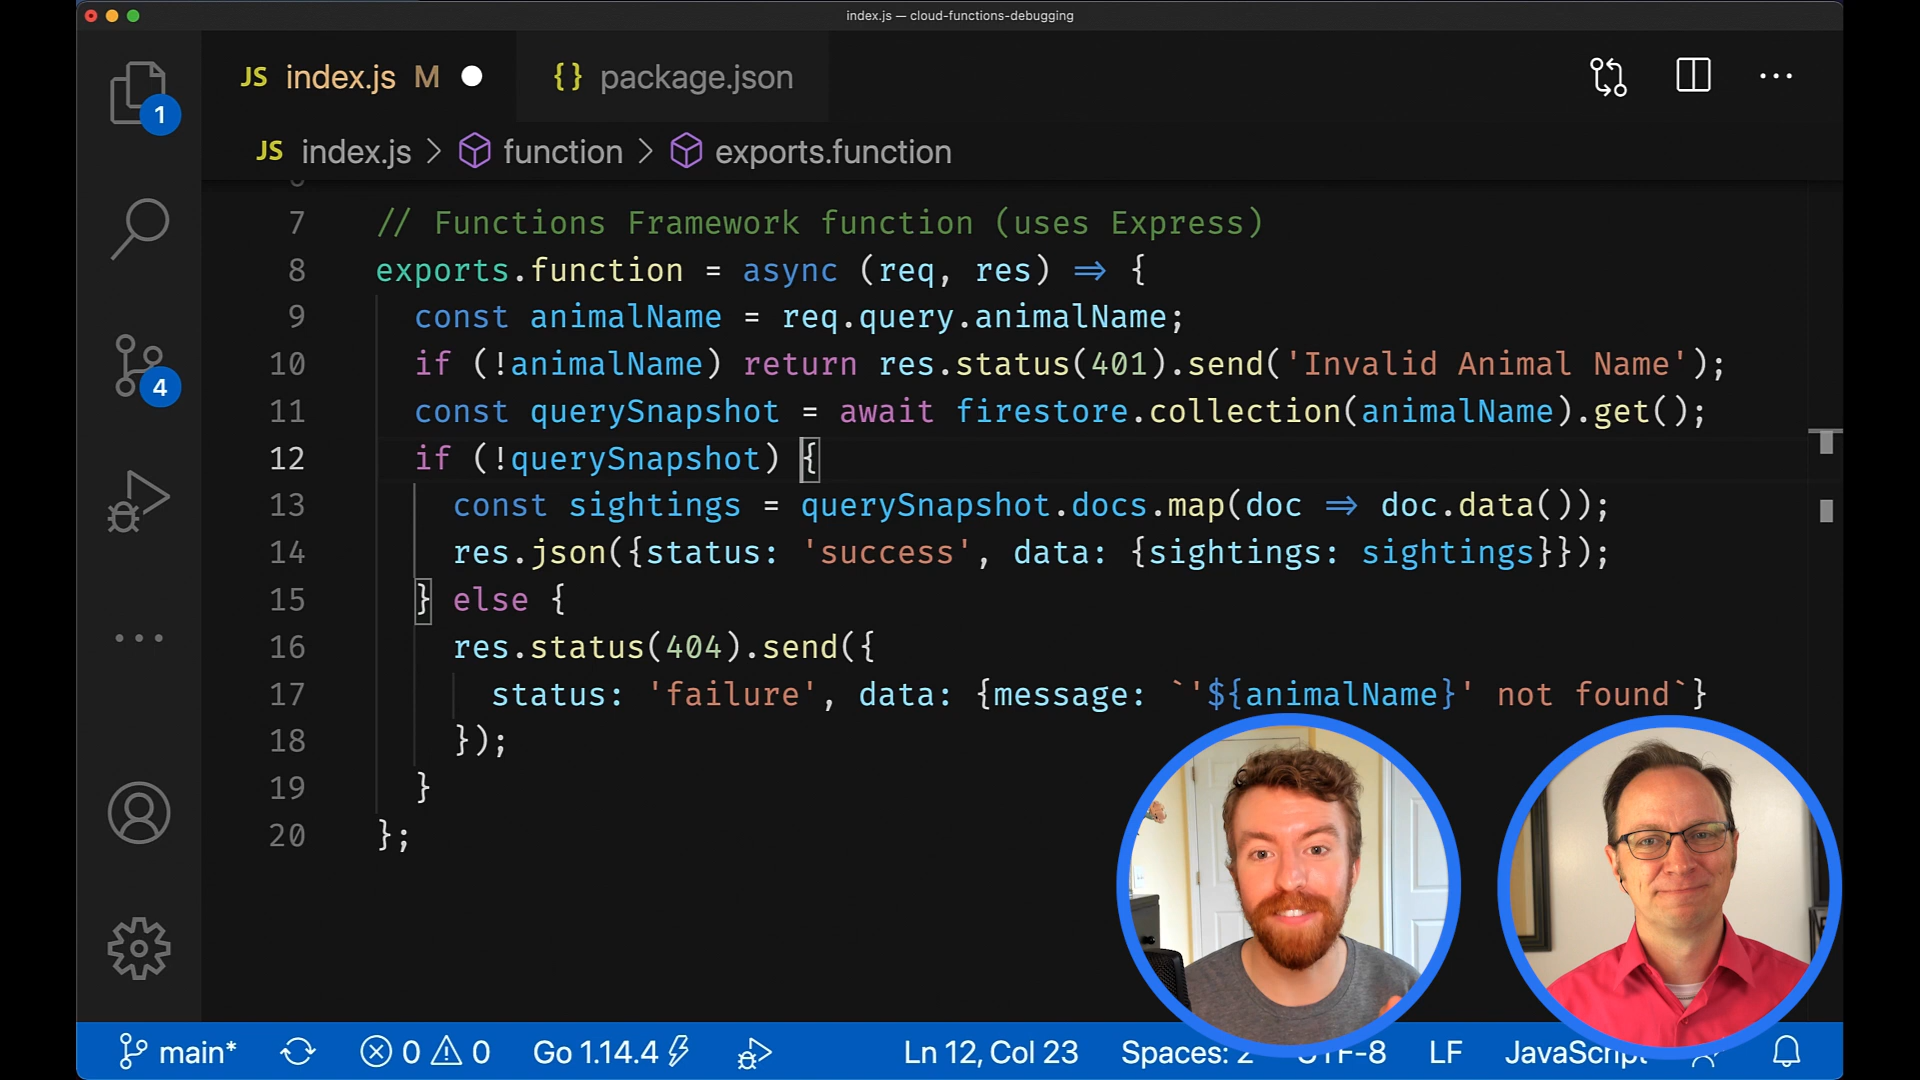 index.js — cloud-functions-debugging
JS index.js M
{} package.json
1
JS index.js > function > exports.function
7 // Functions Framework function (uses Express)
8 exports.function = async (req, res) => {
9 const animalName = req.query.animalName;
10 if (!animalName) return res.status(401).send('Invalid Animal Name');
11 const querySnapshot = await firestore.collection(animalName).get();
12 if (!querySnapshot) {
13 const sightings = querySnapshot.docs.map(doc => doc.data());
14 res.json({status: 'success', data: {sightings: sightings}});
15 } else {
16 res.status(404).send({
17 status: 'failure', data: {message: `'${animalName}' not found`}
18 });
19 }
20 };
4
main* 0 0 Go 1.14.4 Ln 12, Col 23 Spaces: 2 UTF-8 LF JavaScript